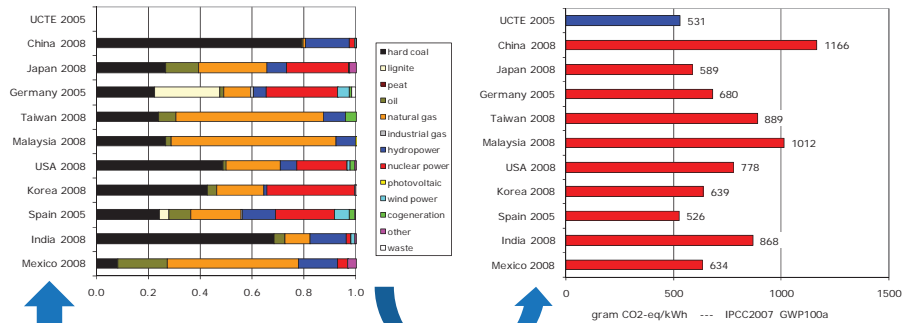 UCTE 2005
China 2008
Japan 2008
Germany 2005
Taiwan 2008
Malaysia 2008
USA 2008
Korea 2008
Spain 2005
India 2008
Mexico 2008
0.0 0.2 0.4 0.6 0.8 1.0
hard coal
lignite
peat
oil
natural gas
industrial gas
hydropower
nuclear power
photovoltaic
wind power
cogeneration
other
waste
UCTE 2005 531
China 2008 1166
Japan 2008 589
Germany 2005 680
Taiwan 2008 889
Malaysia 2008 1012
USA 2008 778
Korea 2008 639
Spain 2005 526
India 2008 868
Mexico 2008 634
0 500 1000 1500
gram CO2-eq/kWh --- IPCC2007 GWP100a